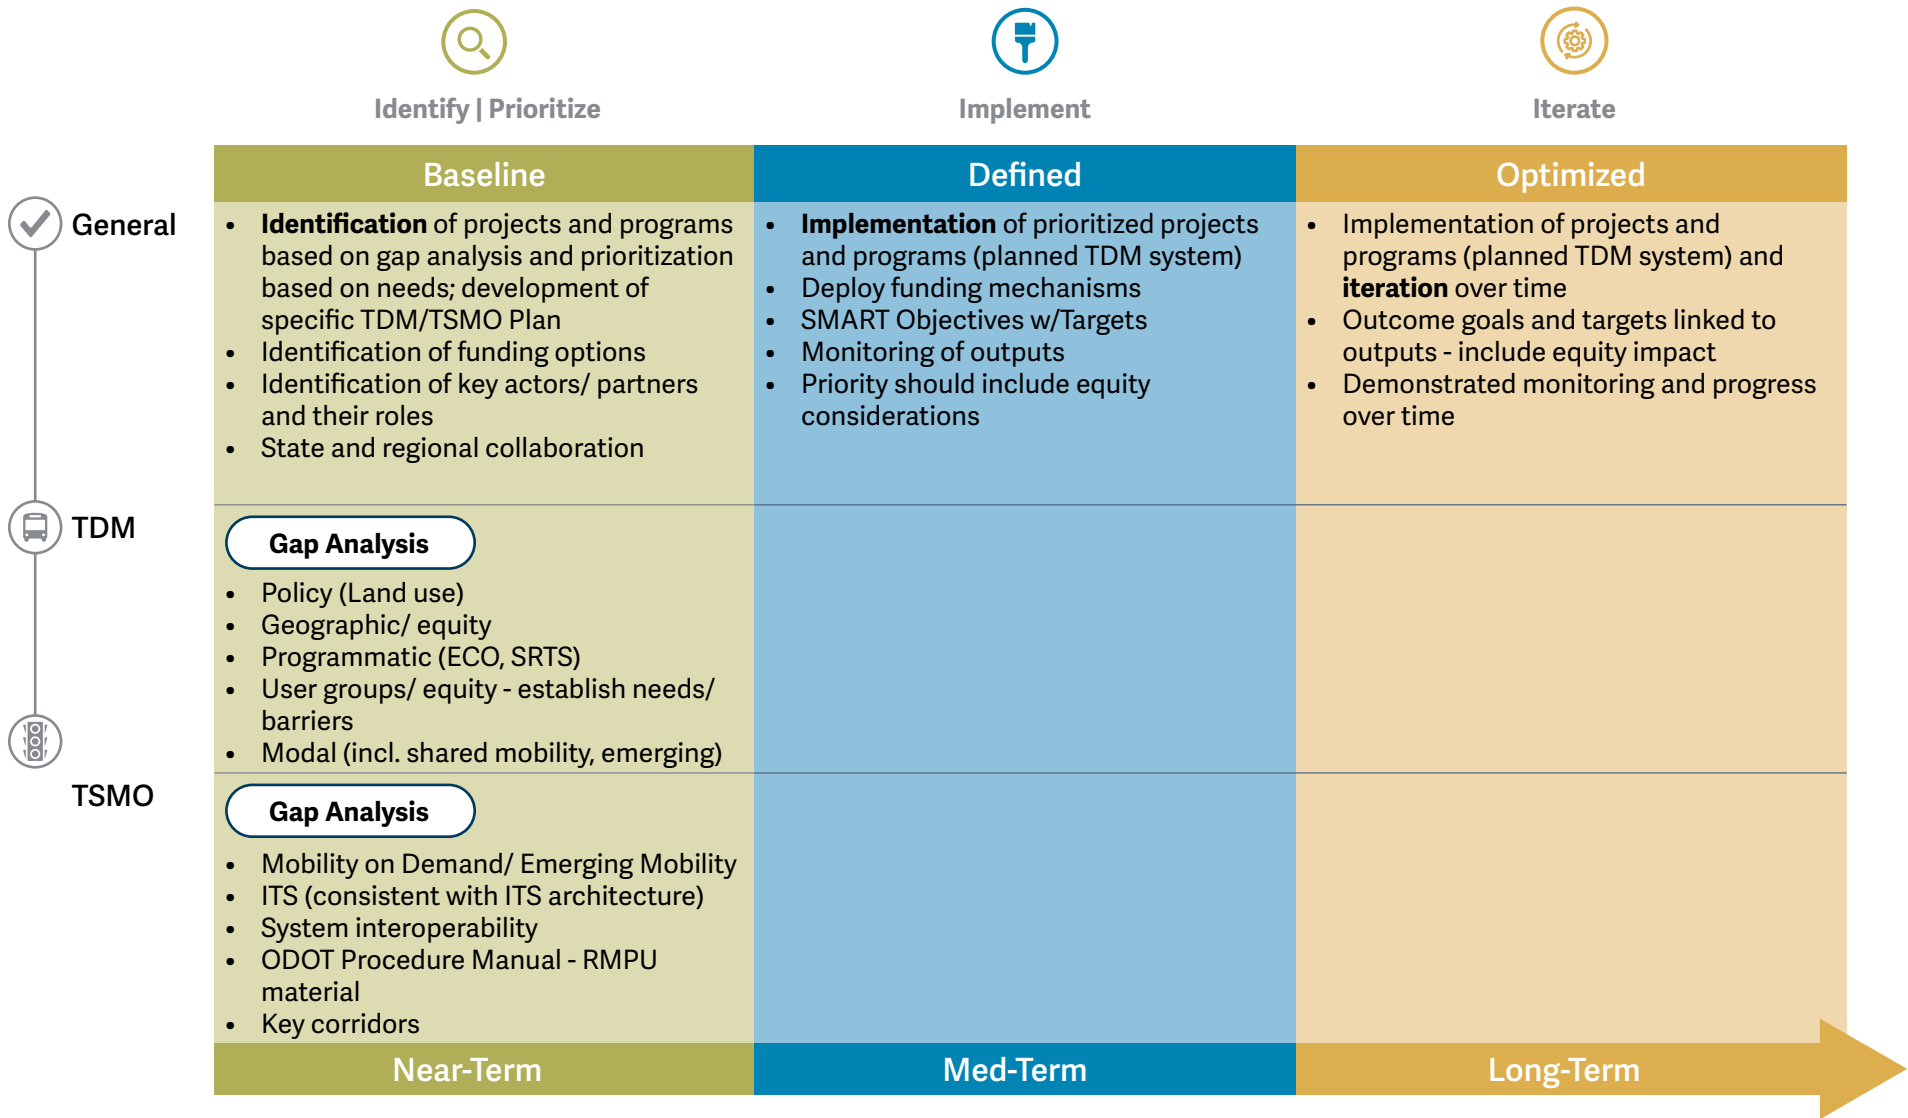 Identify | Prioritize
Implement
Iterate
Baseline
Defined
Optimized
General
• Identification of projects and programs
based on gap analysis and prioritization
based on needs; development of
specific TDM/TSMO Plan
• Identification of funding options
• Identification of key actors/ partners
and their roles
• State and regional collaboration
• Implementation of prioritized projects
and programs (planned TDM system)
• Deploy funding mechanisms
• SMART Objectives w/Targets
• Monitoring of outputs
• Priority should include equity
considerations
• Implementation of projects and
programs (planned TDM system) and
iteration over time
• Outcome goals and targets linked to
outputs - include equity impact
• Demonstrated monitoring and progress
over time
TDM
Gap Analysis
• Policy (Land use)
• Geographic/ equity
• Programmatic (ECO, SRTS)
• User groups/ equity - establish needs/
barriers
• Modal (incl. shared mobility, emerging)
TSMO
Gap Analysis
• Mobility on Demand/ Emerging Mobility
• ITS (consistent with ITS architecture)
• System interoperability
• ODOT Procedure Manual - RMPU
material
• Key corridors
Near-Term
Med-Term
Long-Term